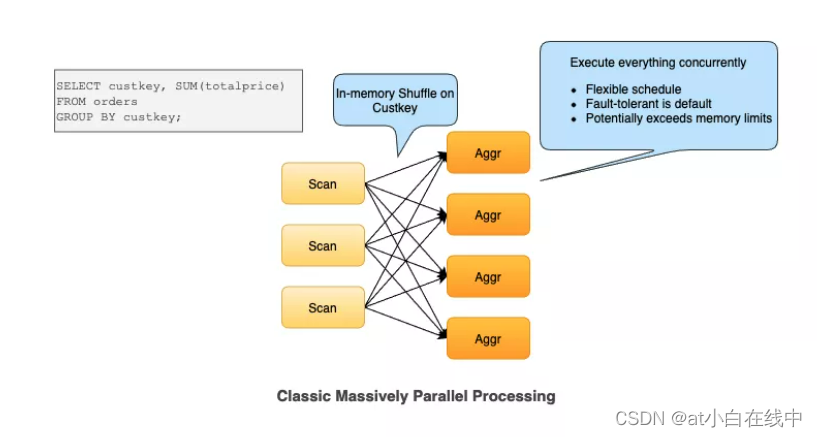 SELECT custkey, SUM(totalprice)
FROM orders
GROUP BY custkey;
In-memory Shuffle on
Custkey
Execute everything concurrently
• Flexible schedule
• Fault-tolerant is default
• Potentially exceeds memory limits
Scan
Scan
Scan
Aggr
Aggr
Aggr
Aggr
Classic Massively Parallel Processing
CSDN @at小白在线中